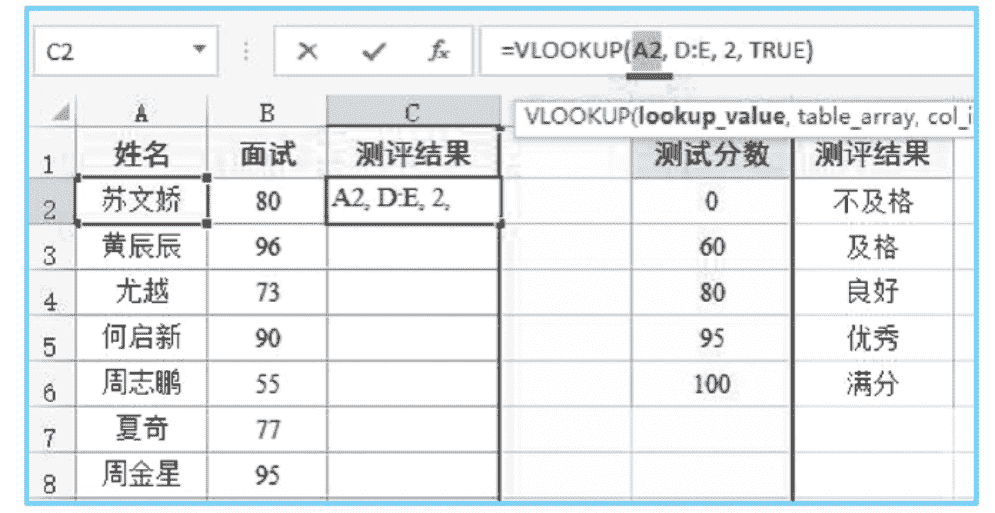 C2 =VLOOKUP(A2, D:E, 2, TRUE)
VLOOKUP(lookup_value, table_array, col_i
A B C
1 姓名 面试 测评结果 测试分数 测评结果
2 苏文娇 80 A2, D:E, 2, 0 不及格
3 黄辰辰 96 60 及格
4 尤越 73 80 良好
5 何启新 90 95 优秀
6 周志鹏 55 100 满分
7 夏奇 77
8 周金星 95